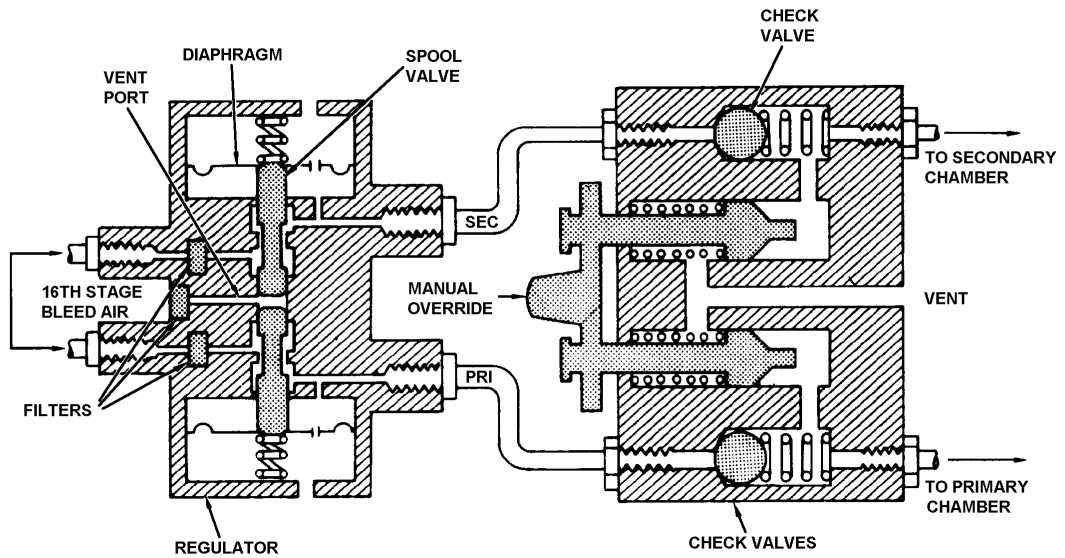 CHECK
VALVE
DIAPHRAGM
SPOOL
VALVE
VENT
PORT
TO SECONDARY
CHAMBER
SEC
16TH STAGE
BLEED AIR
MANUAL
OVERRIDE
VENT
PRI
FILTERS
TO PRIMARY
CHAMBER
REGULATOR
CHECK VALVES